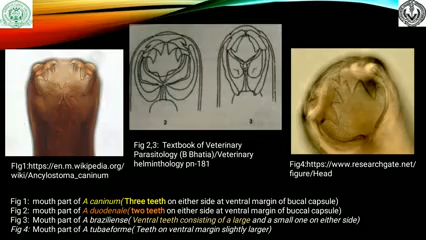 2
3
FIg1:https://en.m.wikipedia.org/
wiki/Ancylostoma_caninum
Fig 2,3: Textbook of Veterinary
Parasitology (B Bhatia)/Veterinary
helminthology pn-181
Fig4:https://www.researchgate.net/
figure/Head
Fig 1: mouth part of A caninum( Three teeth on either side at ventral margin of bucal capsule)
Fig 2: mouth part of A duodenale( two teeth on either side at ventral margin of buccal capsule)
Fig 3: Mouth part of A braziliense( Ventral teeth consisting of a large and a small one on either side)
Fig 4: Mouth part of A tubaeforme( Teeth on ventral margin slightly larger)